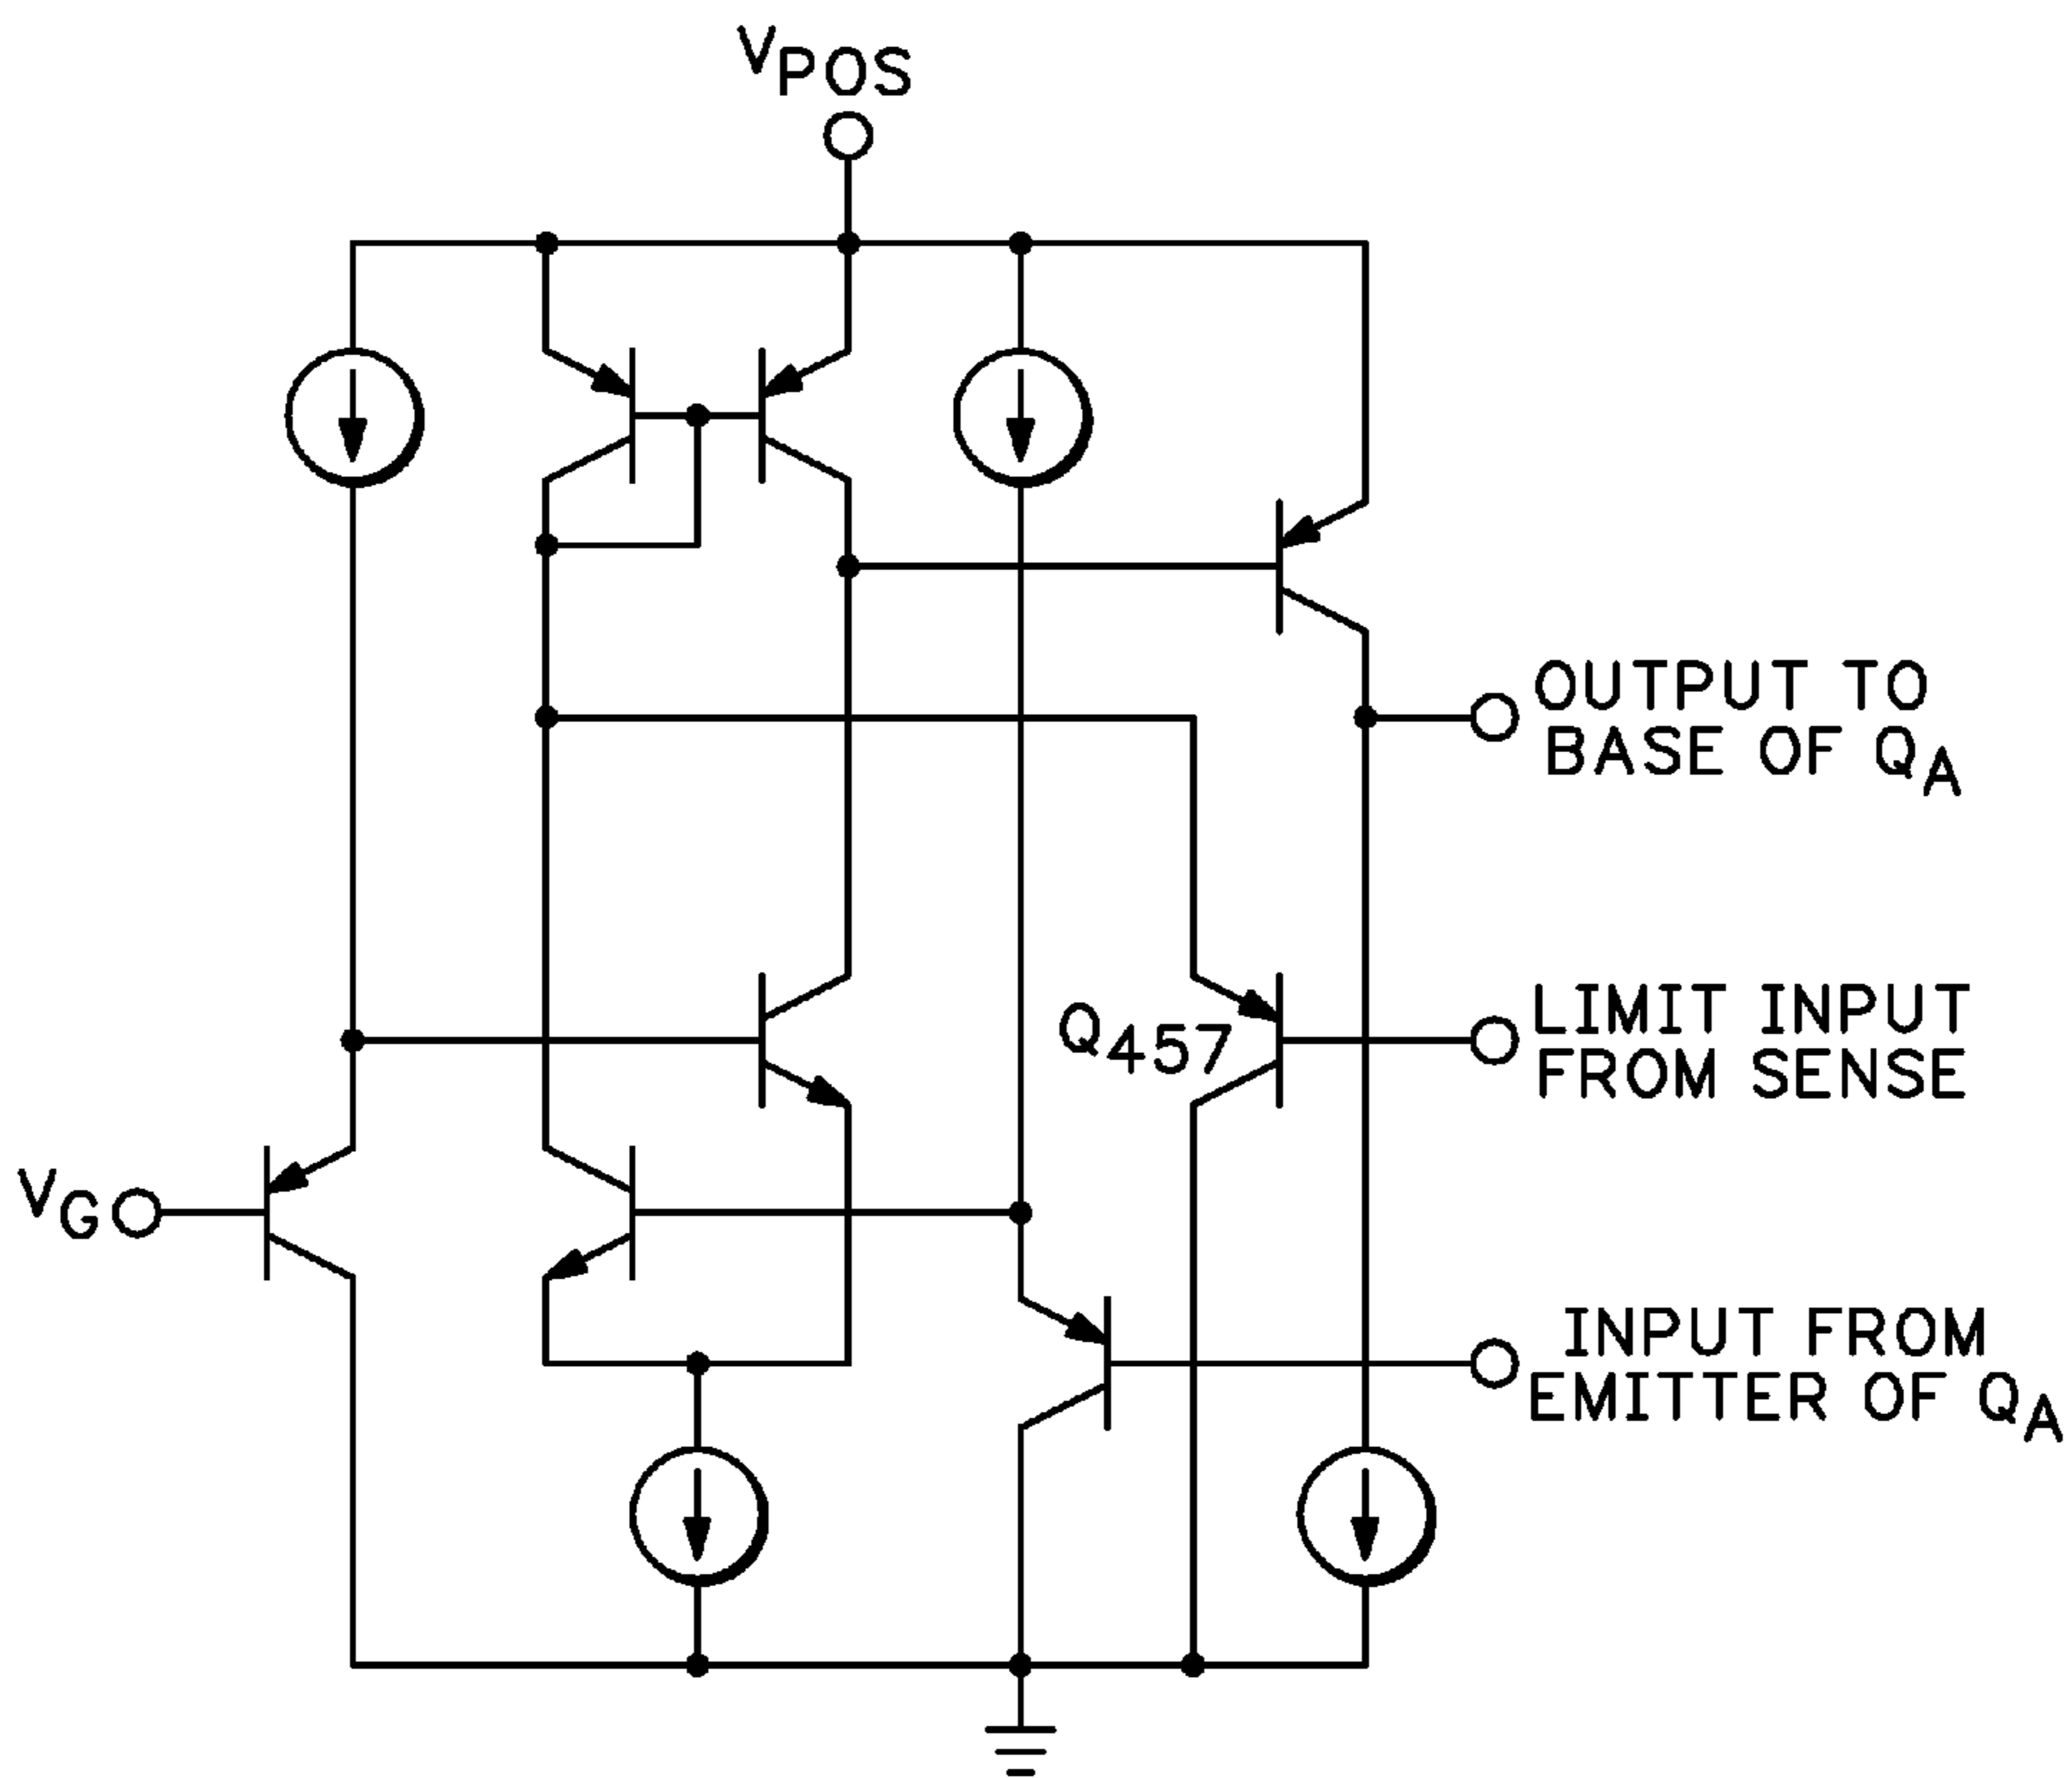 VPOS
OUTPUT TO
BASE OF QA
Q457
LIMIT INPUT
FROM SENSE
VG
INPUT FROM
EMITTER OF QA